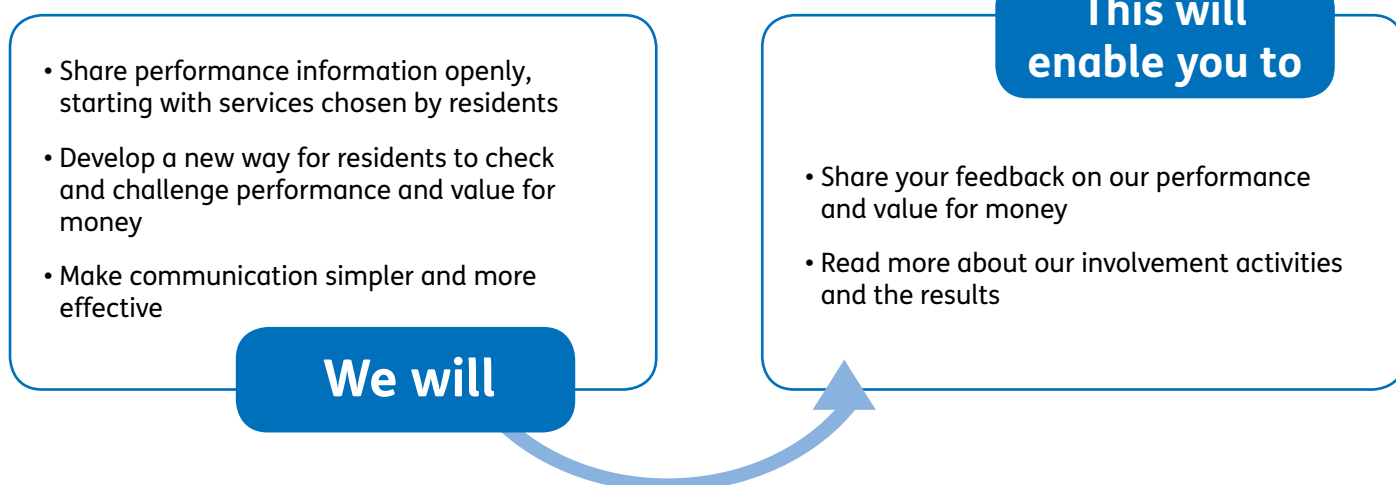 • Share performance information openly,
starting with services chosen by residents
• Develop a new way for residents to check
and challenge performance and value for
money
• Make communication simpler and more
effective
We will
This will
enable you to
• Share your feedback on our performance
and value for money
• Read more about our involvement activities
and the results